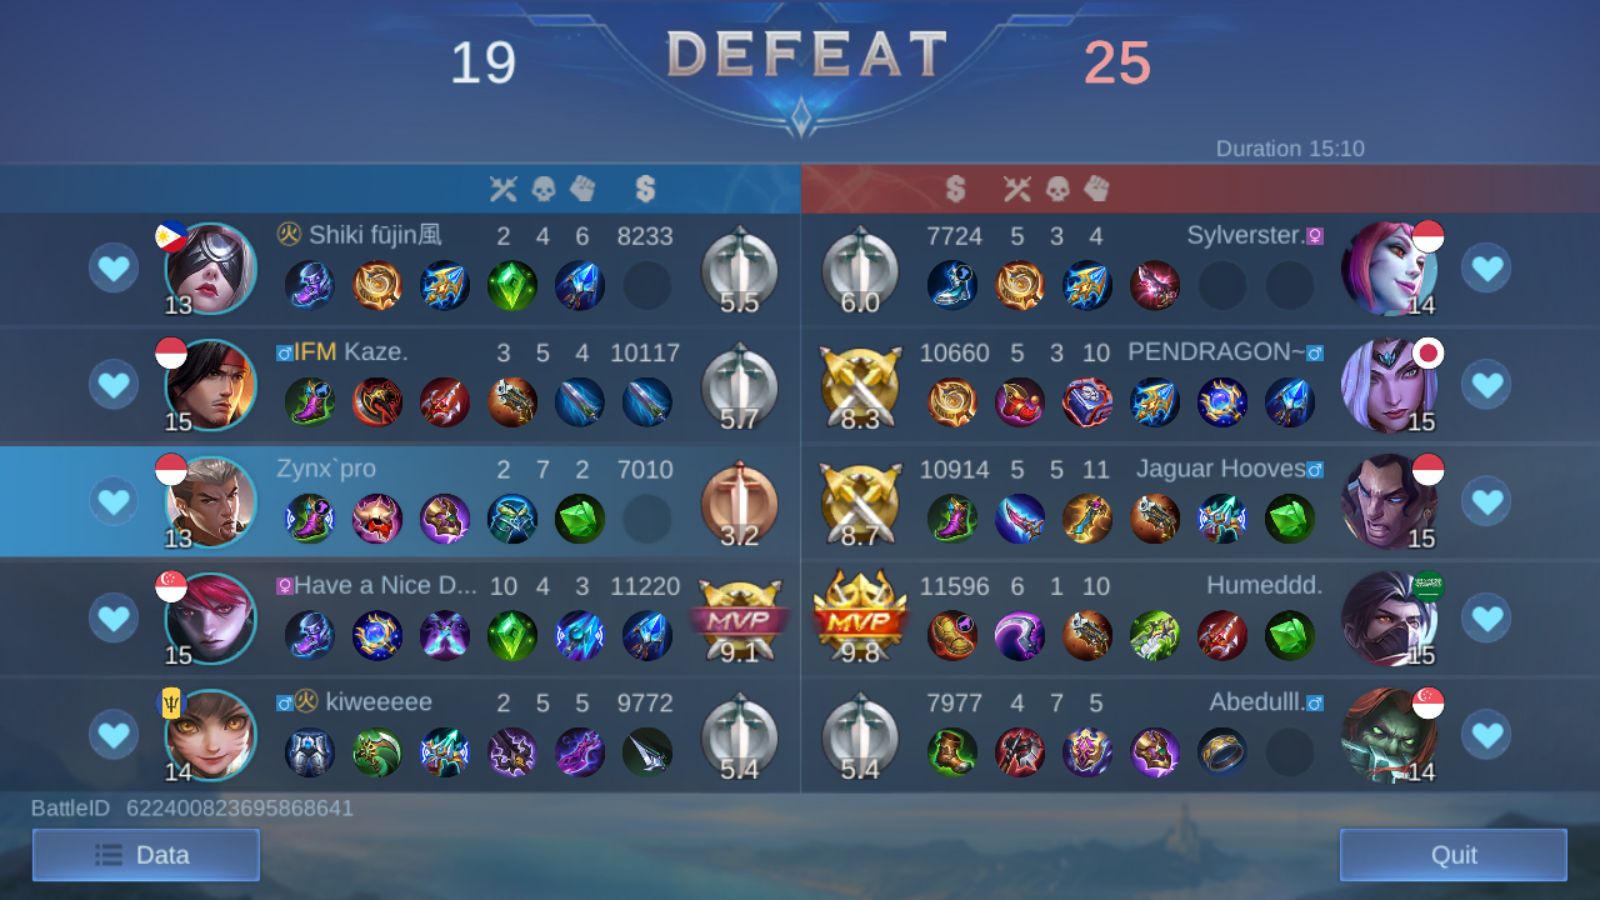 19 DEFEAT 25
Duration 15:10
火 Shiki fūjin風 2 4 6 8233
13 5.5
7724 5 3 4 Sylverster.
6.0 14
IFM Kaze. 3 5 4 10117
15 5.7
10660 5 3 10 PENDRAGON~
8.3 15
Zynx`pro 2 7 2 7010
13 3.2
10914 5 5 11 Jaguar Hooves
8.7 15
Have a Nice D... 10 4 3 11220
15 MVP 9.1
11596 6 1 10 Humeddd.
MVP 9.8 15
火 kiweeeee 2 5 5 9772
14 5.4
7977 4 7 5 Abedulll.
5.4 14
BattleID 622400823695868641
Data
Quit